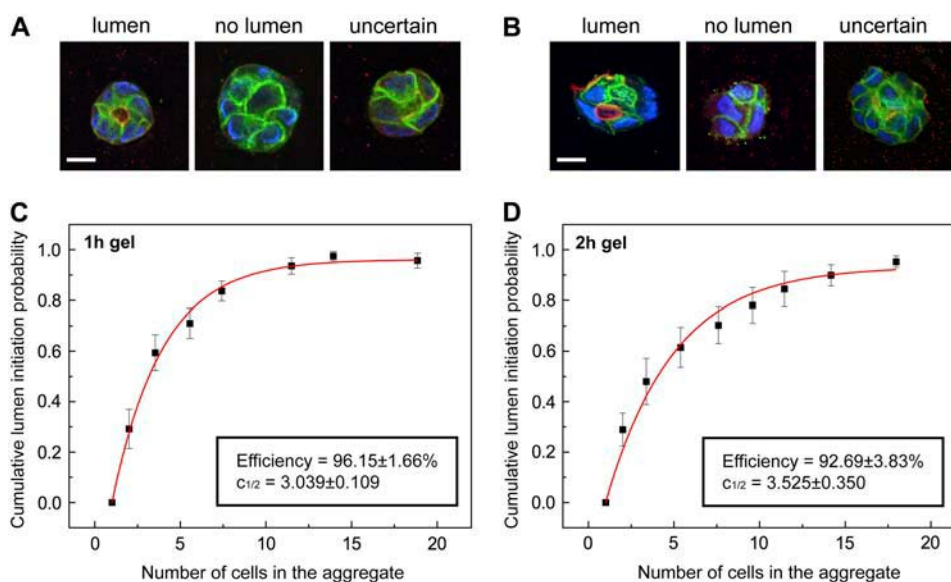 A
lumen
no lumen
uncertain
B
lumen
no lumen
uncertain
C
1h gel
Cumulative lumen initiation probability
1.0
0.8
0.6
0.4
0.2
0.0
Efficiency = 96.15±1.66%
c1/2 = 3.039±0.109
0 5 10 15 20
Number of cells in the aggregate
D
2h gel
Cumulative lumen initiation probability
1.0
0.8
0.6
0.4
0.2
0.0
Efficiency = 92.69±3.83%
c1/2 = 3.525±0.350
0 5 10 15 20
Number of cells in the aggregate